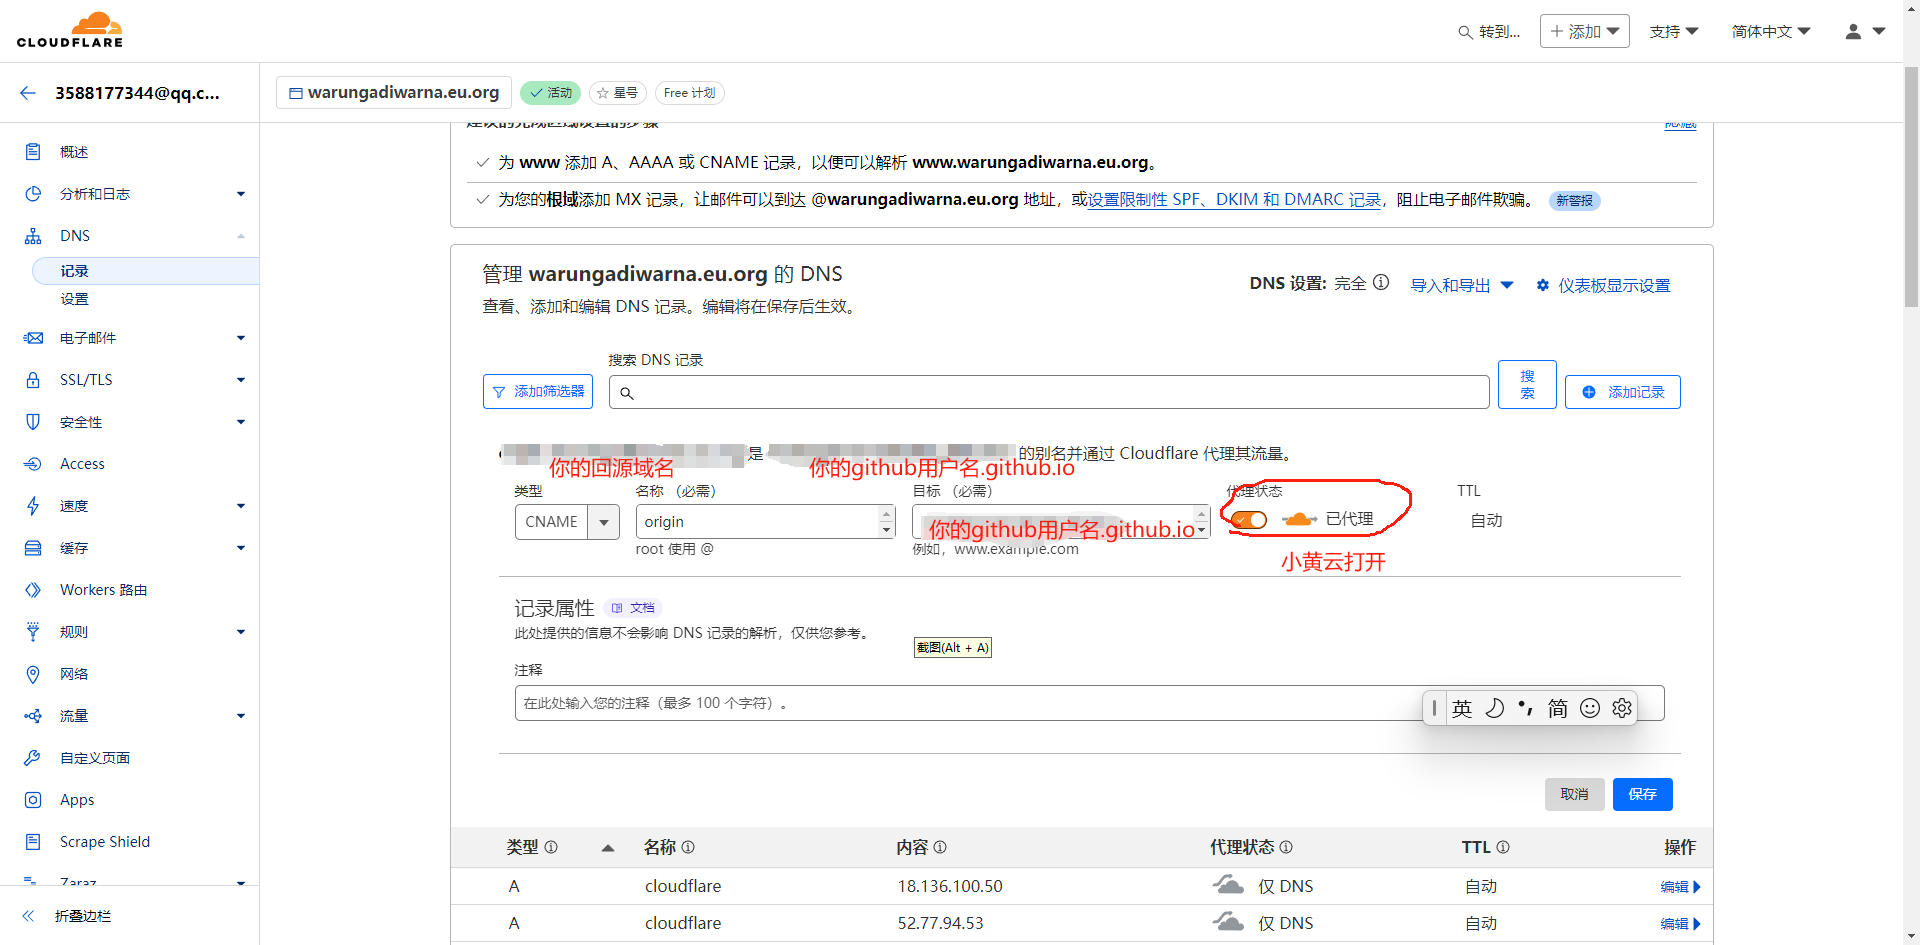 CLOUDFLARE
转到...
添加
支持
简体中文
3588177344@qq.c...
warungadiwarna.eu.org
活动
星号
Free 计划
概述
分析和日志
DNS
记录
设置
电子邮件
SSL/TLS
安全性
Access
速度
缓存
Workers 路由
规则
网络
流量
自定义页面
Apps
Scrape Shield
Zaraz
折叠边栏
建议的完成区域设置的步骤
隐藏
为 www 添加 A、AAAA 或 CNAME 记录，以便可以解析 www.warungadiwarna.eu.org。
为您的根域添加 MX 记录，让邮件可以到达 @warungadiwarna.eu.org 地址，或设置限制性 SPF、DKIM 和 DMARC 记录，阻止电子邮件欺骗。 新警报
管理 warungadiwarna.eu.org 的 DNS
查看、添加和编辑 DNS 记录。编辑将在保存后生效。
DNS 设置: 完全
导入和导出
仪表板显示设置
搜索 DNS 记录
添加筛选器
搜索
添加记录
是 的别名并通过 Cloudflare 代理其流量。
你的回源域名
你的github用户名.github.io
类型
名称 （必需）
目标 （必需）
代理状态
TTL
CNAME
origin
你的github用户名.github.io
已代理
自动
root 使用 @
例如，www.example.com
小黄云打开
记录属性
文档
此处提供的信息不会影响 DNS 记录的解析，仅供您参考。
截图(Alt + A)
注释
在此处输入您的注释（最多 100 个字符）。
英
简
取消
保存
类型 名称 内容 代理状态 TTL 操作
A cloudflare 18.136.100.50 仅 DNS 自动 编辑
A cloudflare 52.77.94.53 仅 DNS 自动 编辑